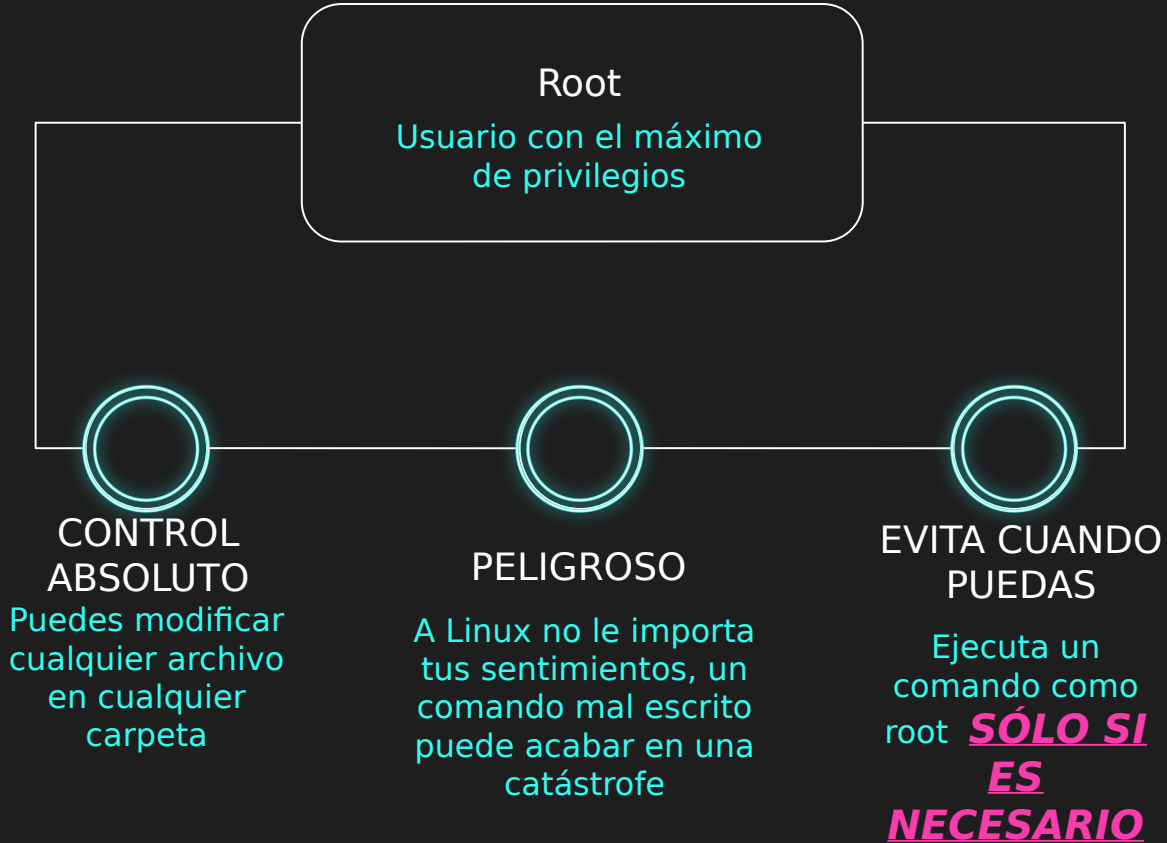 Root
Usuario con el máximo
de privilegios
CONTROL
ABSOLUTO
Puedes modificar
cualquier archivo
en cualquier
carpeta
PELIGROSO
A Linux no le importa
tus sentimientos, un
comando mal escrito
puede acabar en una
catástrofe
EVITA CUANDO
PUEDAS
Ejecuta un
comando como
root SÓLO SI
ES
NECESARIO